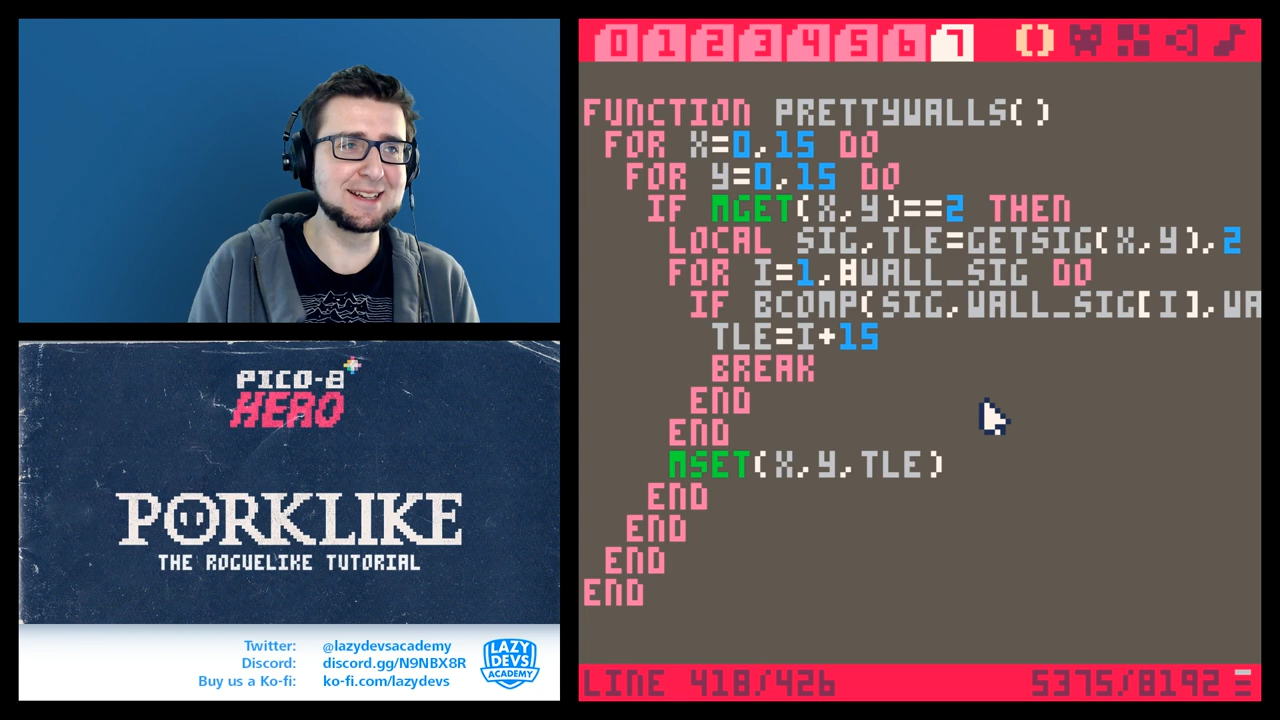 0 1 2 3 4 5 6 7
FUNCTION PRETTYWALLS()
FOR X=0,15 DO
FOR Y=0,15 DO
IF MGET(X,Y)==2 THEN
LOCAL SIG,TLE=GETSIG(X,Y),2
FOR I=1,#WALL_SIG DO
IF BCOMP(SIG,WALL_SIG[I],WA
TLE=I+15
BREAK
END
END
MSET(X,Y,TLE)
END
END
END
END
LINE 418/426 5375/8192
PICO-8
HERO
PORKLIKE
THE ROGUELIKE TUTORIAL
Twitter: @lazydevsacademy
Discord: discord.gg/N9NBX8R
Buy us a Ko-fi: ko-fi.com/lazydevs
LAZY
DEVS
ACADEMY